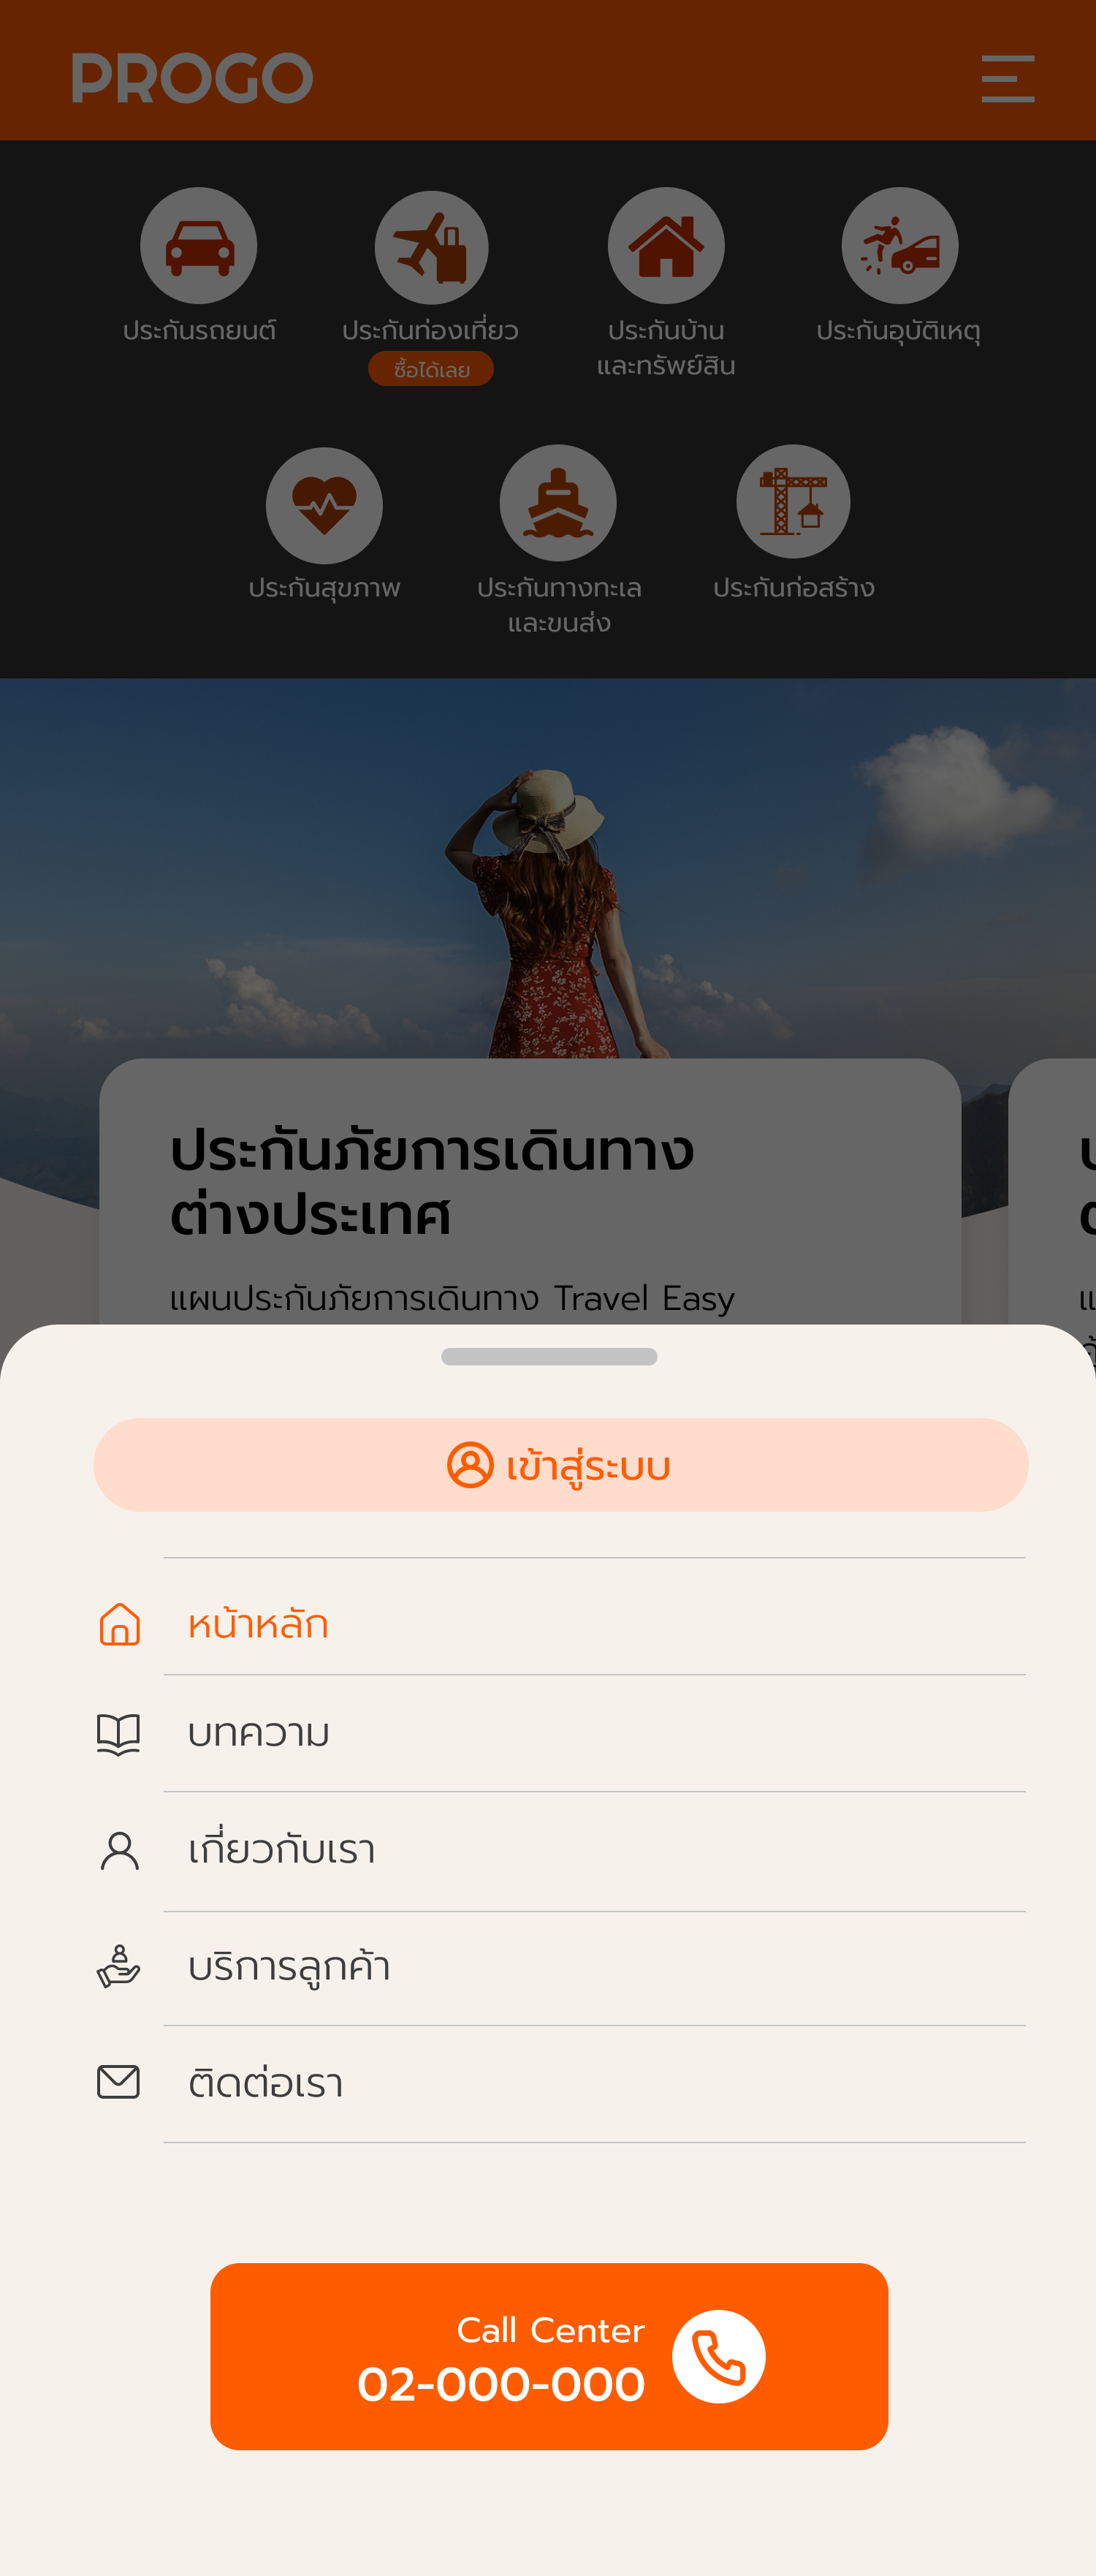 PROGO
ประกันรถยนต์
ประกันท่องเที่ยว
ซื้อได้เลย
ประกันบ้าน
และทรัพย์สิน
ประกันอุบัติเหตุ
ประกันสุขภาพ
ประกันทางทะเล
และขนส่ง
ประกันก่อสร้าง
ประกันภัยการเดินทาง
ต่างประเทศ
แผนประกันภัยการเดินทาง Travel Easy
เข้าสู่ระบบ
หน้าหลัก
บทความ
เกี่ยวกับเรา
บริการลูกค้า
ติดต่อเรา
Call Center
02-000-000